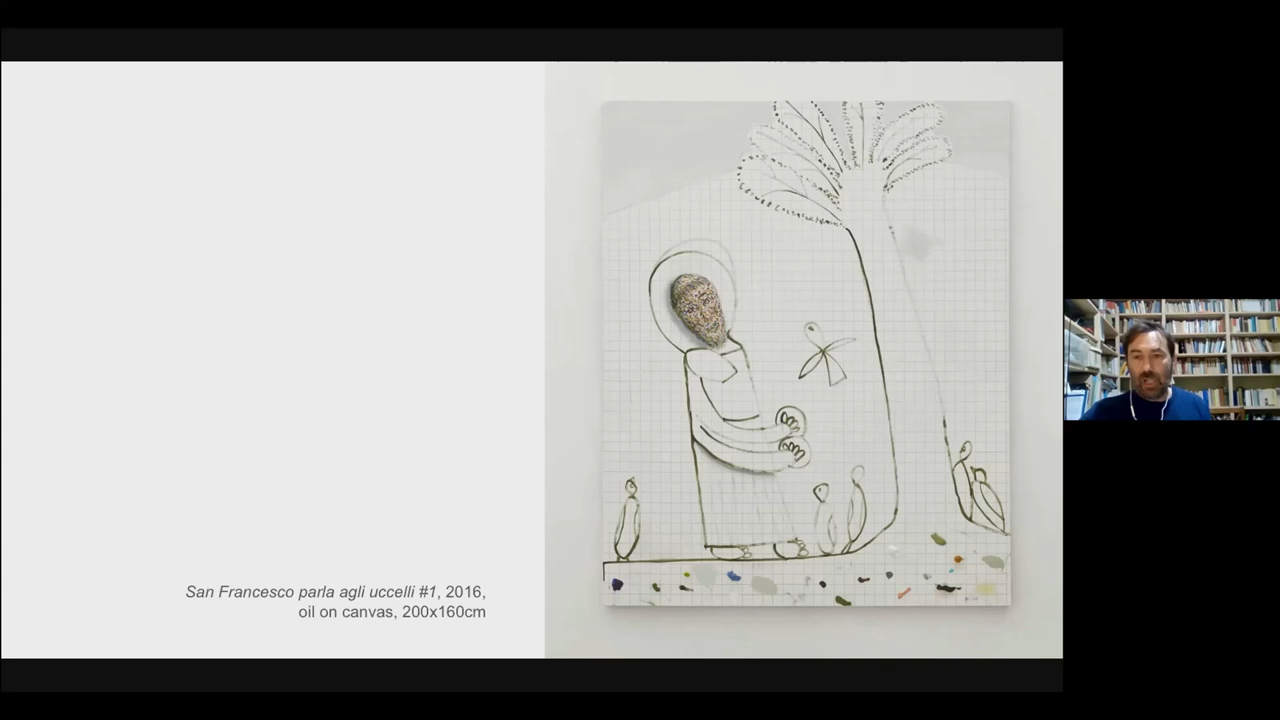 San Francesco parla agli uccelli #1, 2016,
oil on canvas, 200x160cm